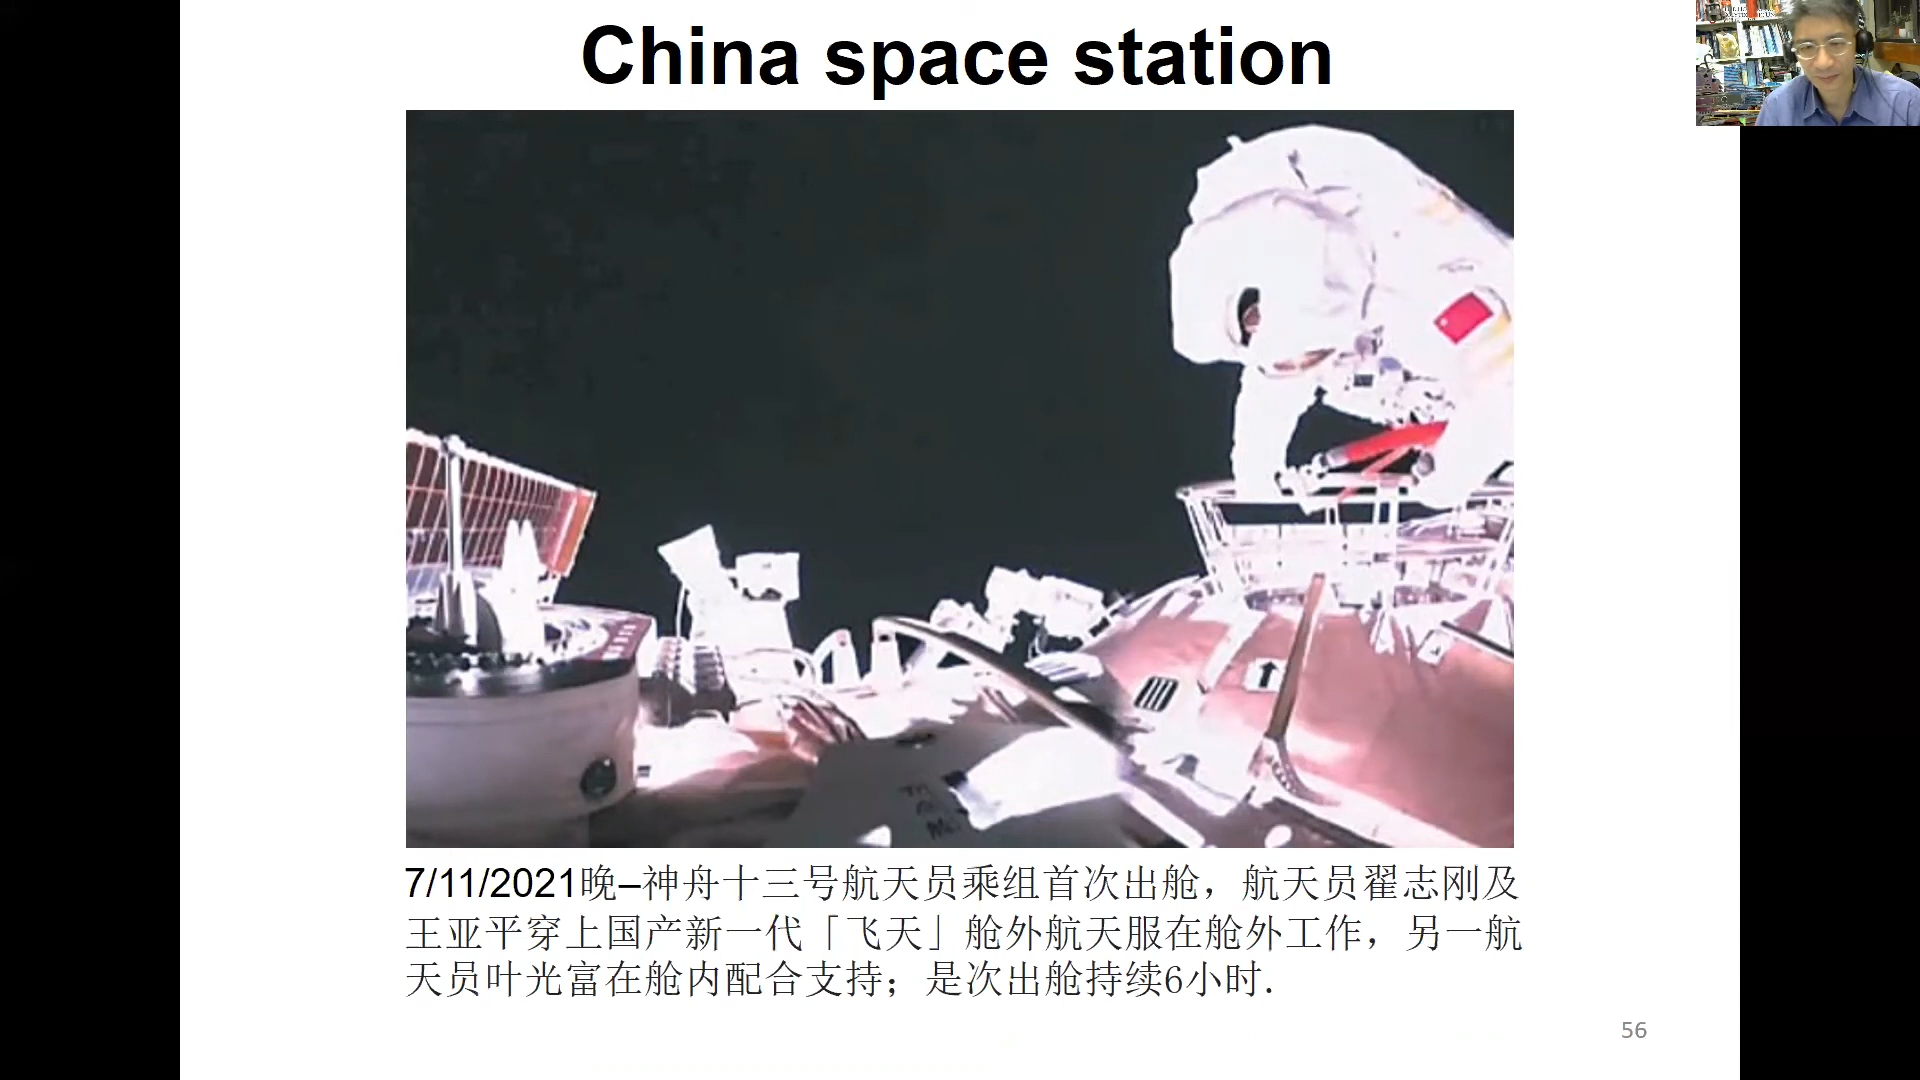 China space station
7/11/2021晚–神舟十三号航天员乘组首次出舱，航天员翟志刚及
王亚平穿上国产新一代「飞天」舱外航天服在舱外工作，另一航
天员叶光富在舱内配合支持；是次出舱持续6小时.
56